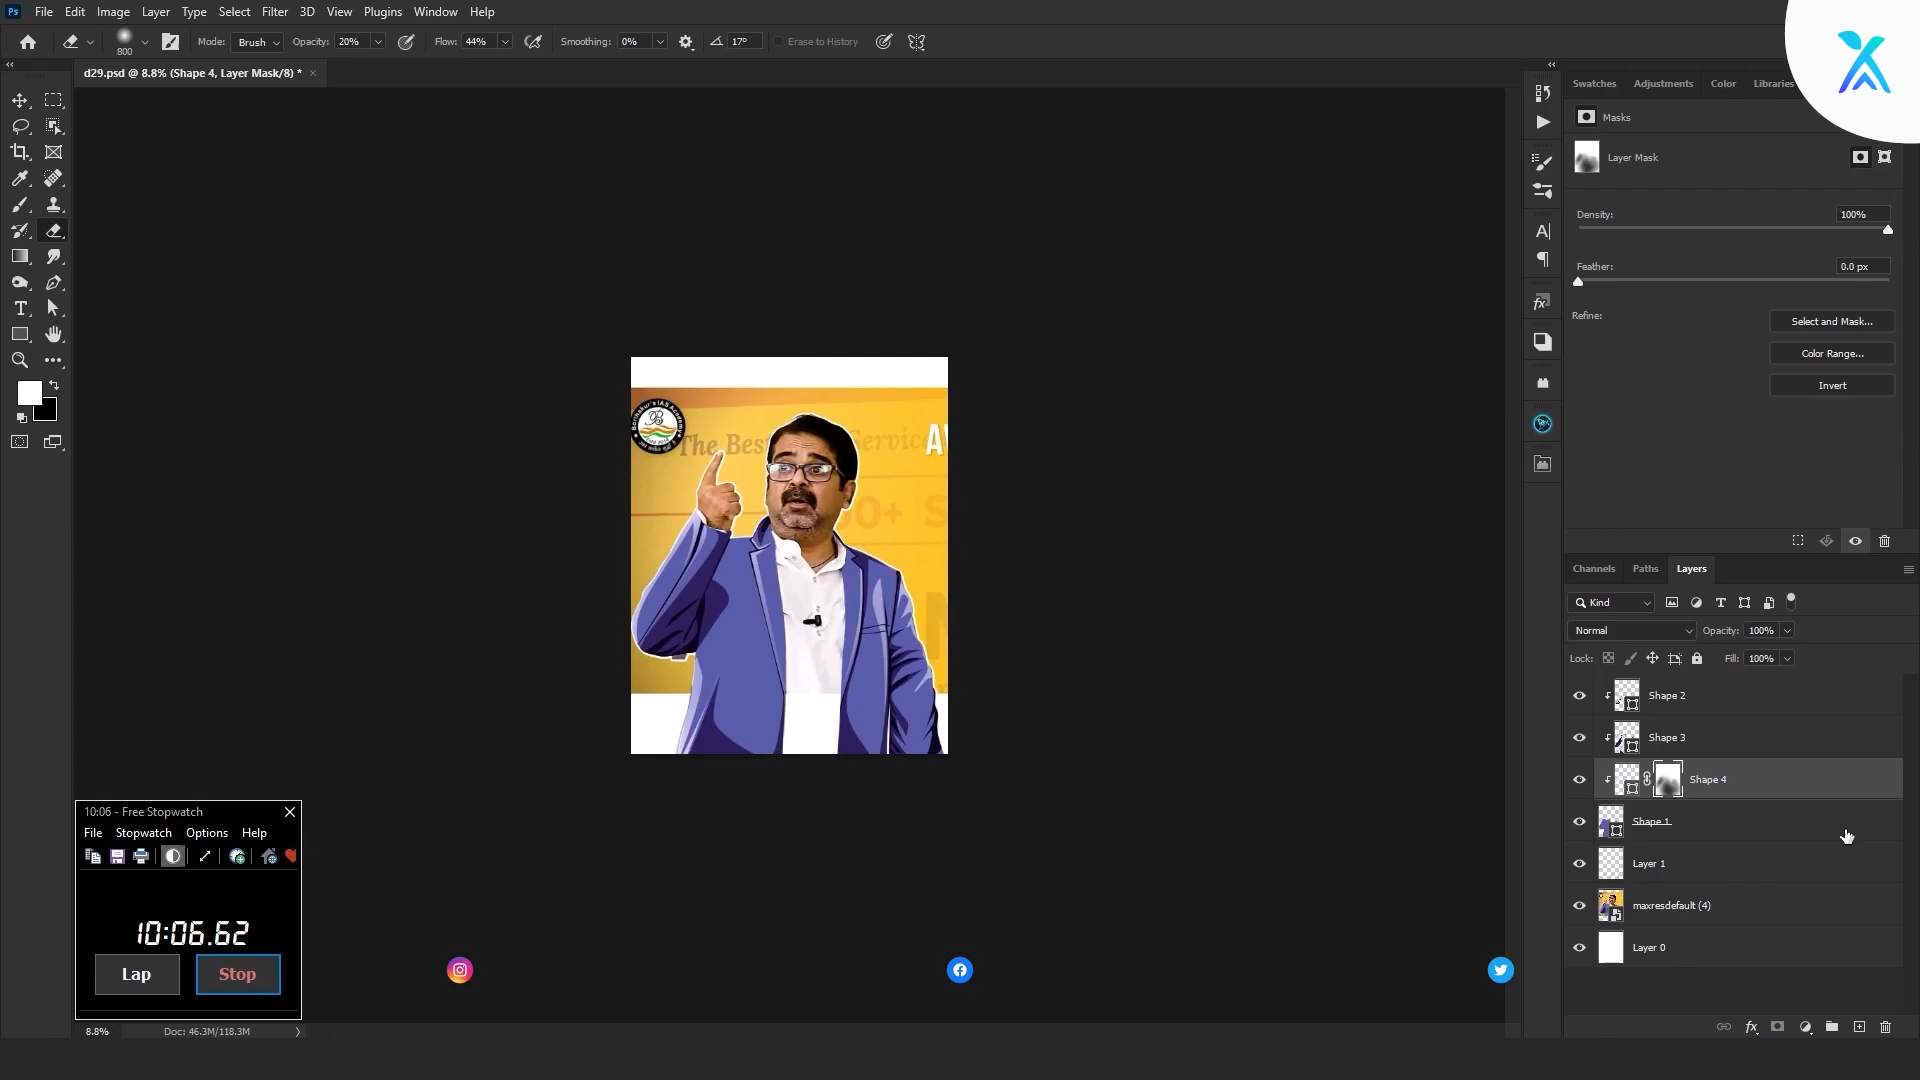 Ps File Edit Image Layer Type Select Filter 3D View Plugins Window Help
800 Mode: Brush Opacity: 20% Flow: 44% Smoothing: 0% 17° Erase to History
d29.psd @ 8.8% (Shape 4, Layer Mask/8) *
Swatches Adjustments Color Libraries
Masks
Layer Mask
Density: 100%
Feather: 0.0 px
Refine: Select and Mask...
Color Range...
Invert
The Best Service
00+ S
Channels Paths Layers
Kind
Normal Opacity: 100%
Lock: Fill: 100%
Shape 2
Shape 3
Shape 4
Shape 1
Layer 1
maxresdefault (4)
Layer 0
10:06 - Free Stopwatch
File Stopwatch Options Help
10:06.62
Lap Stop
8.8% Doc: 46.3M/118.3M